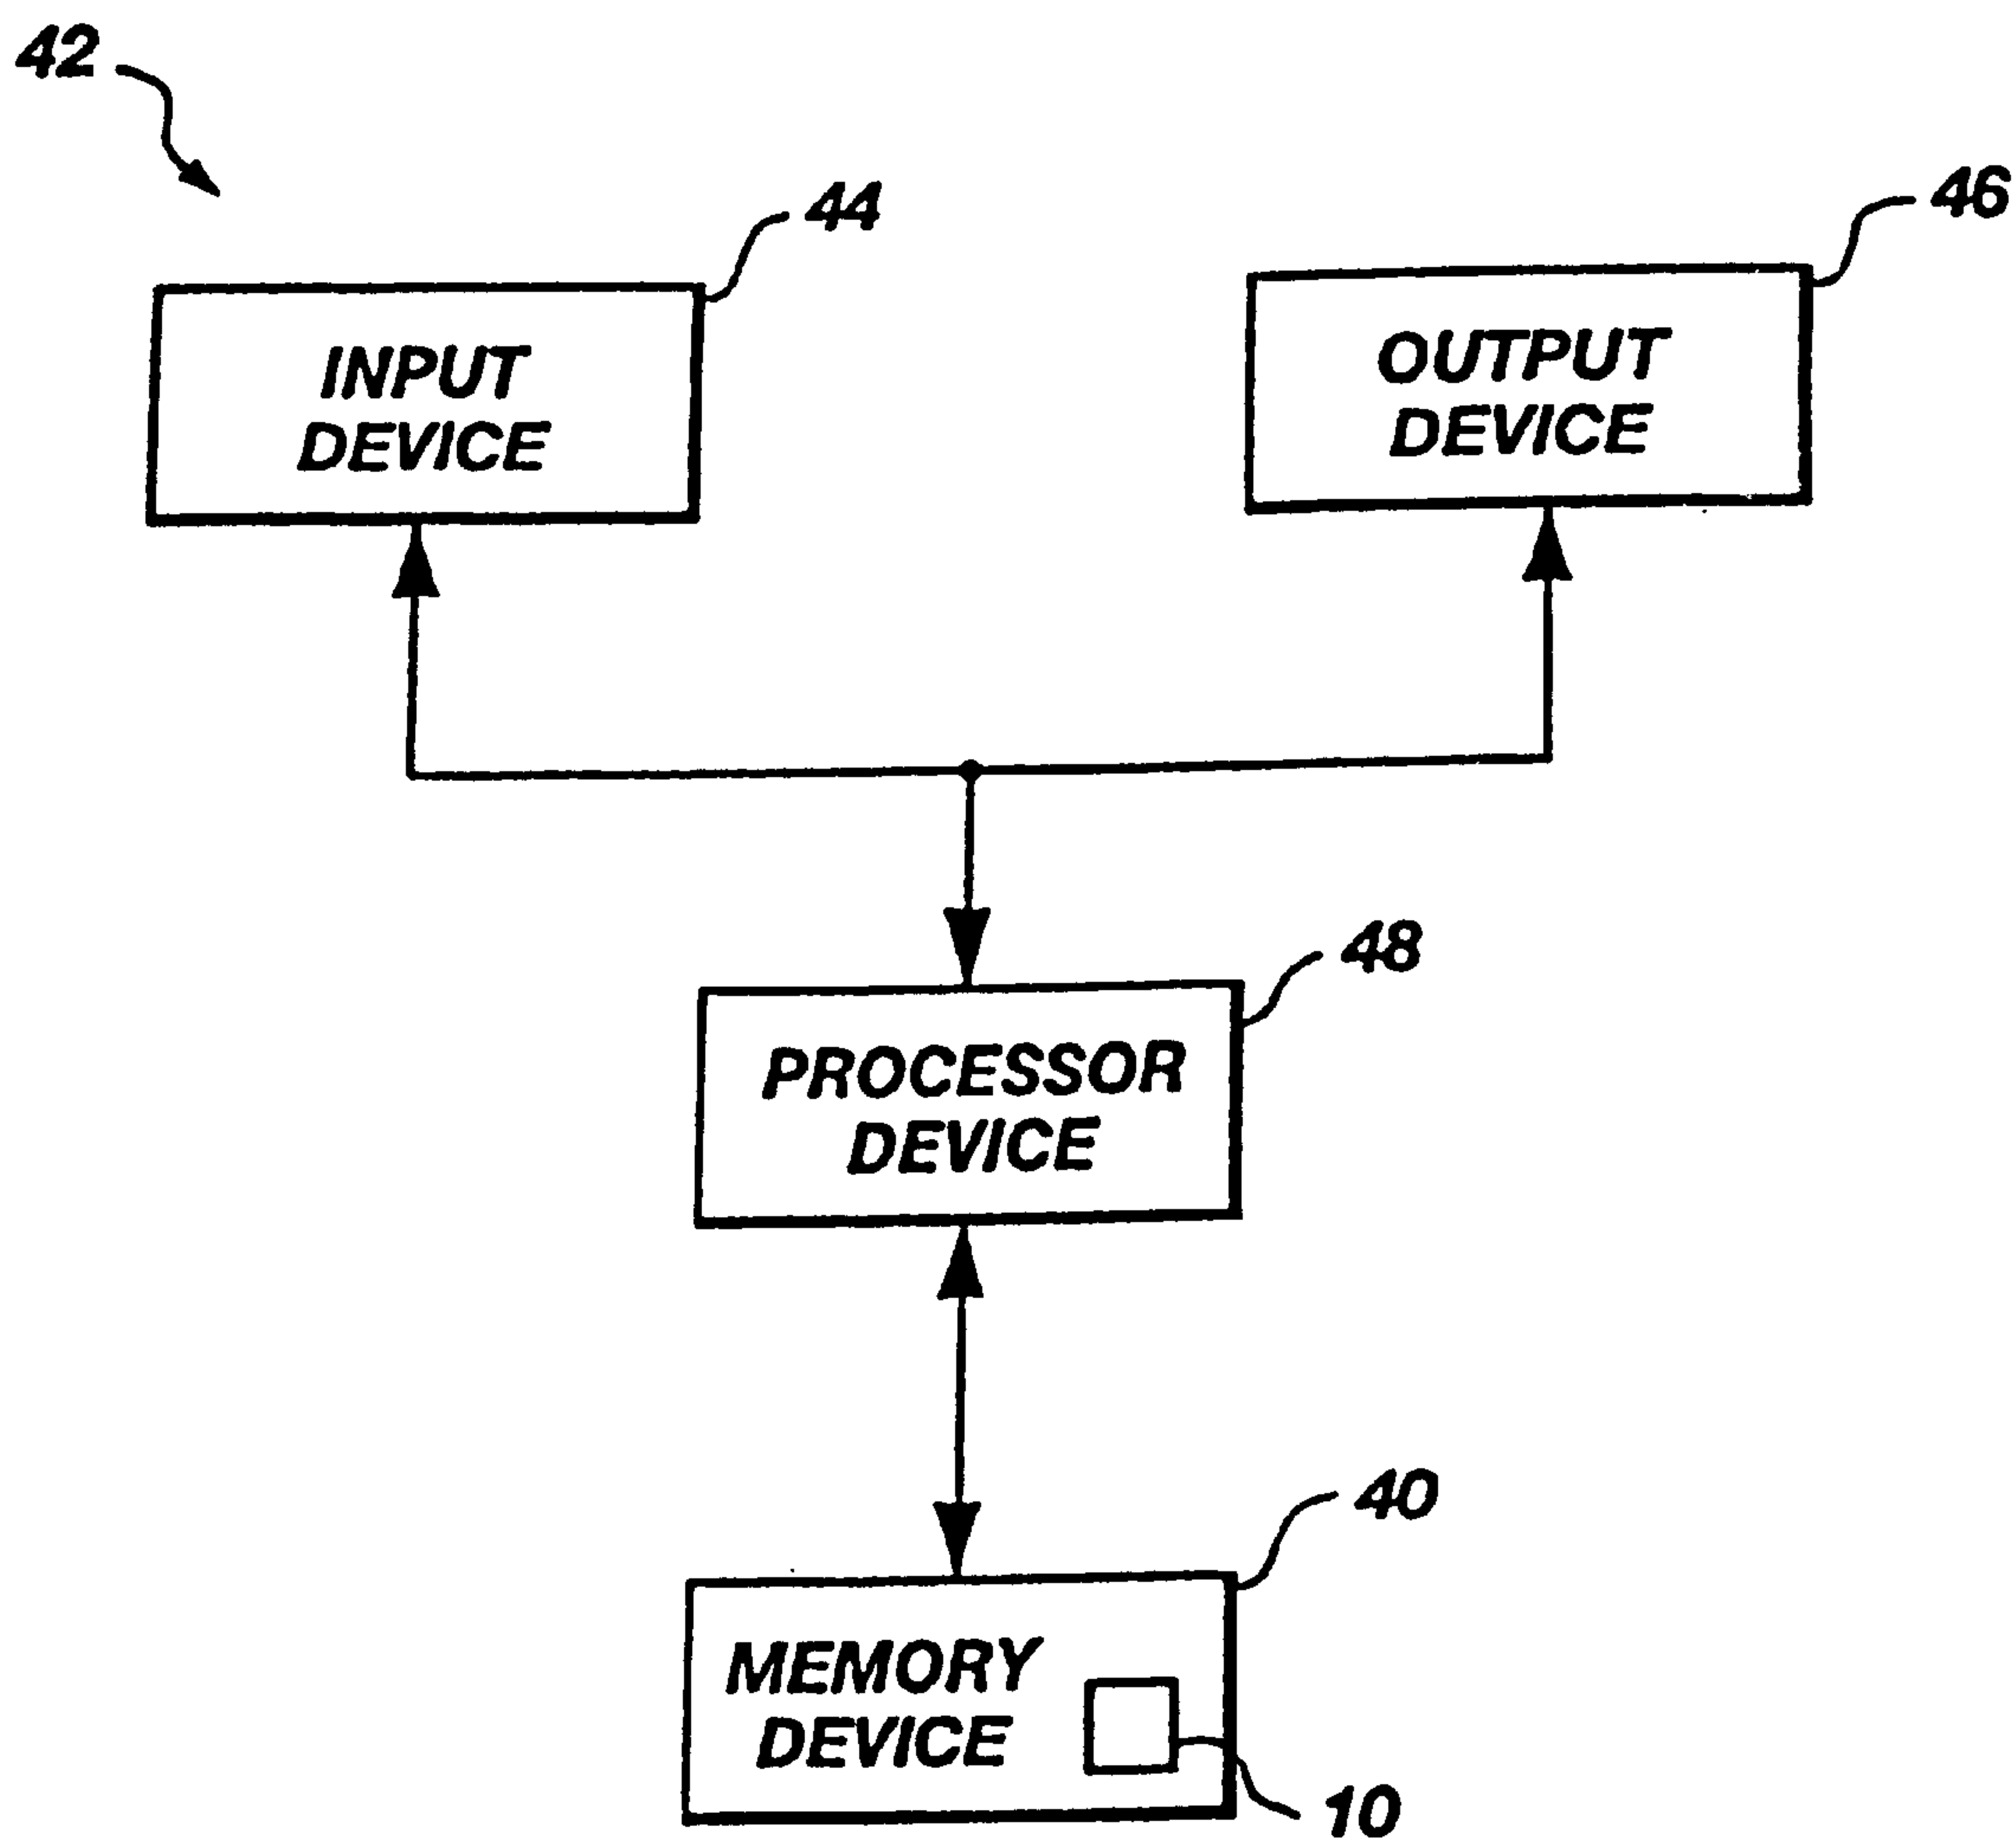 42
44
46
INPUT
DEVICE
OUTPUT
DEVICE
48
PROCESSOR
DEVICE
40
MEMORY
DEVICE
10